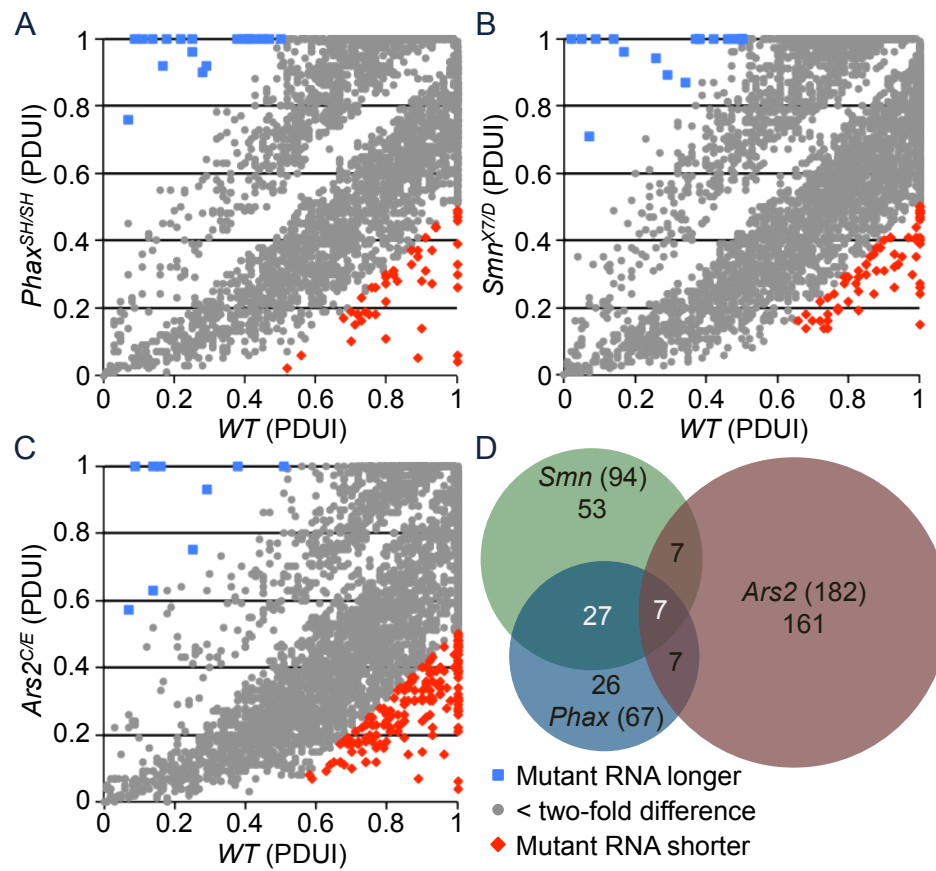 A
1
0.8
0.6
0.4
0.2
0
0 0.2 0.4 0.6 0.8 1
Phax^SH/SH (PDUI)
WT (PDUI)
B
1
0.8
0.6
0.4
0.2
0
0 0.2 0.4 0.6 0.8 1
Smn^X7/D (PDUI)
WT (PDUI)
C
1
0.8
0.6
0.4
0.2
0
0 0.2 0.4 0.6 0.8 1
Ars2^C/E (PDUI)
WT (PDUI)
D
Smn (94)
53
7
Ars2 (182)
161
27
7
7
26
Phax (67)
Mutant RNA longer
< two-fold difference
Mutant RNA shorter